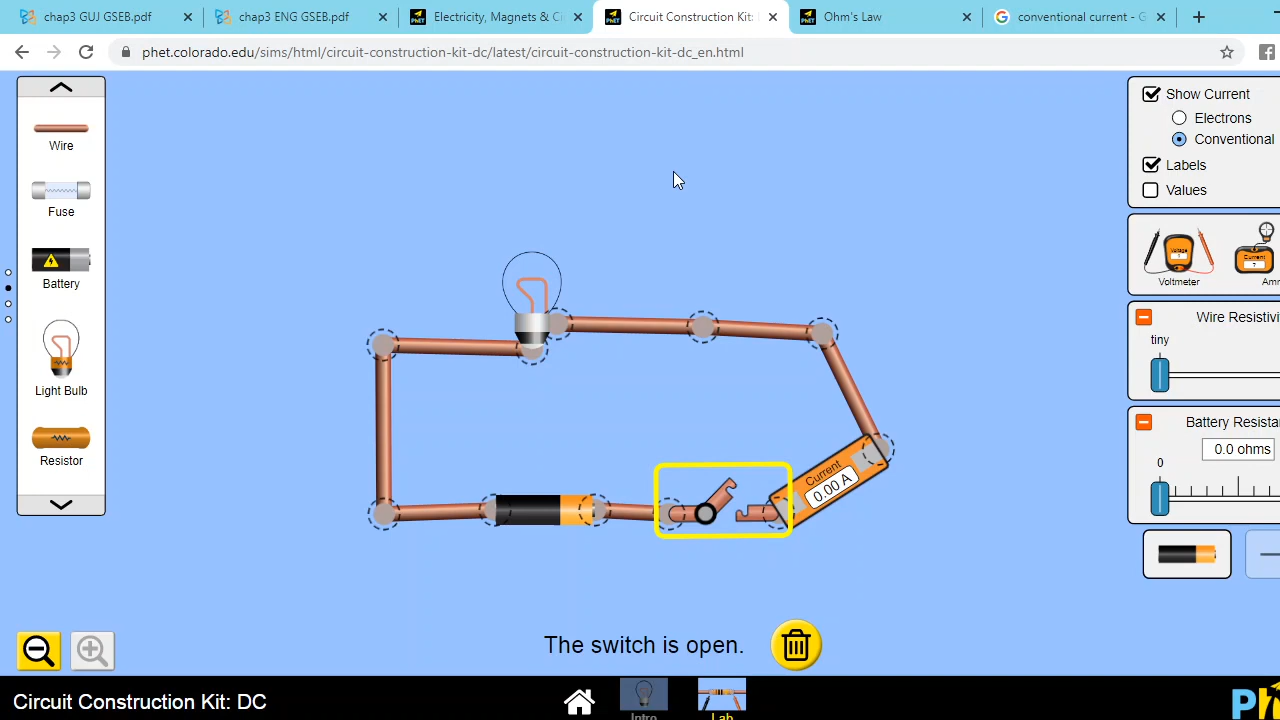 chap3 GUJ GSEB.pdf
chap3 ENG GSEB.pdf
Electricity, Magnets & Ci
Circuit Construction Kit:
Ohm's Law
conventional current - G
phet.colorado.edu/sims/html/circuit-construction-kit-dc/latest/circuit-construction-kit-dc_en.html
Wire
Fuse
Battery
Light Bulb
Resistor
Current
0.00 A
Show Current
Electrons
Conventional
Labels
Values
Voltage
?
Current
?
Voltmeter
Am
Wire Resistivi
tiny
Battery Resista
0.0 ohms
0
The switch is open.
Circuit Construction Kit: DC
Intro
Lab